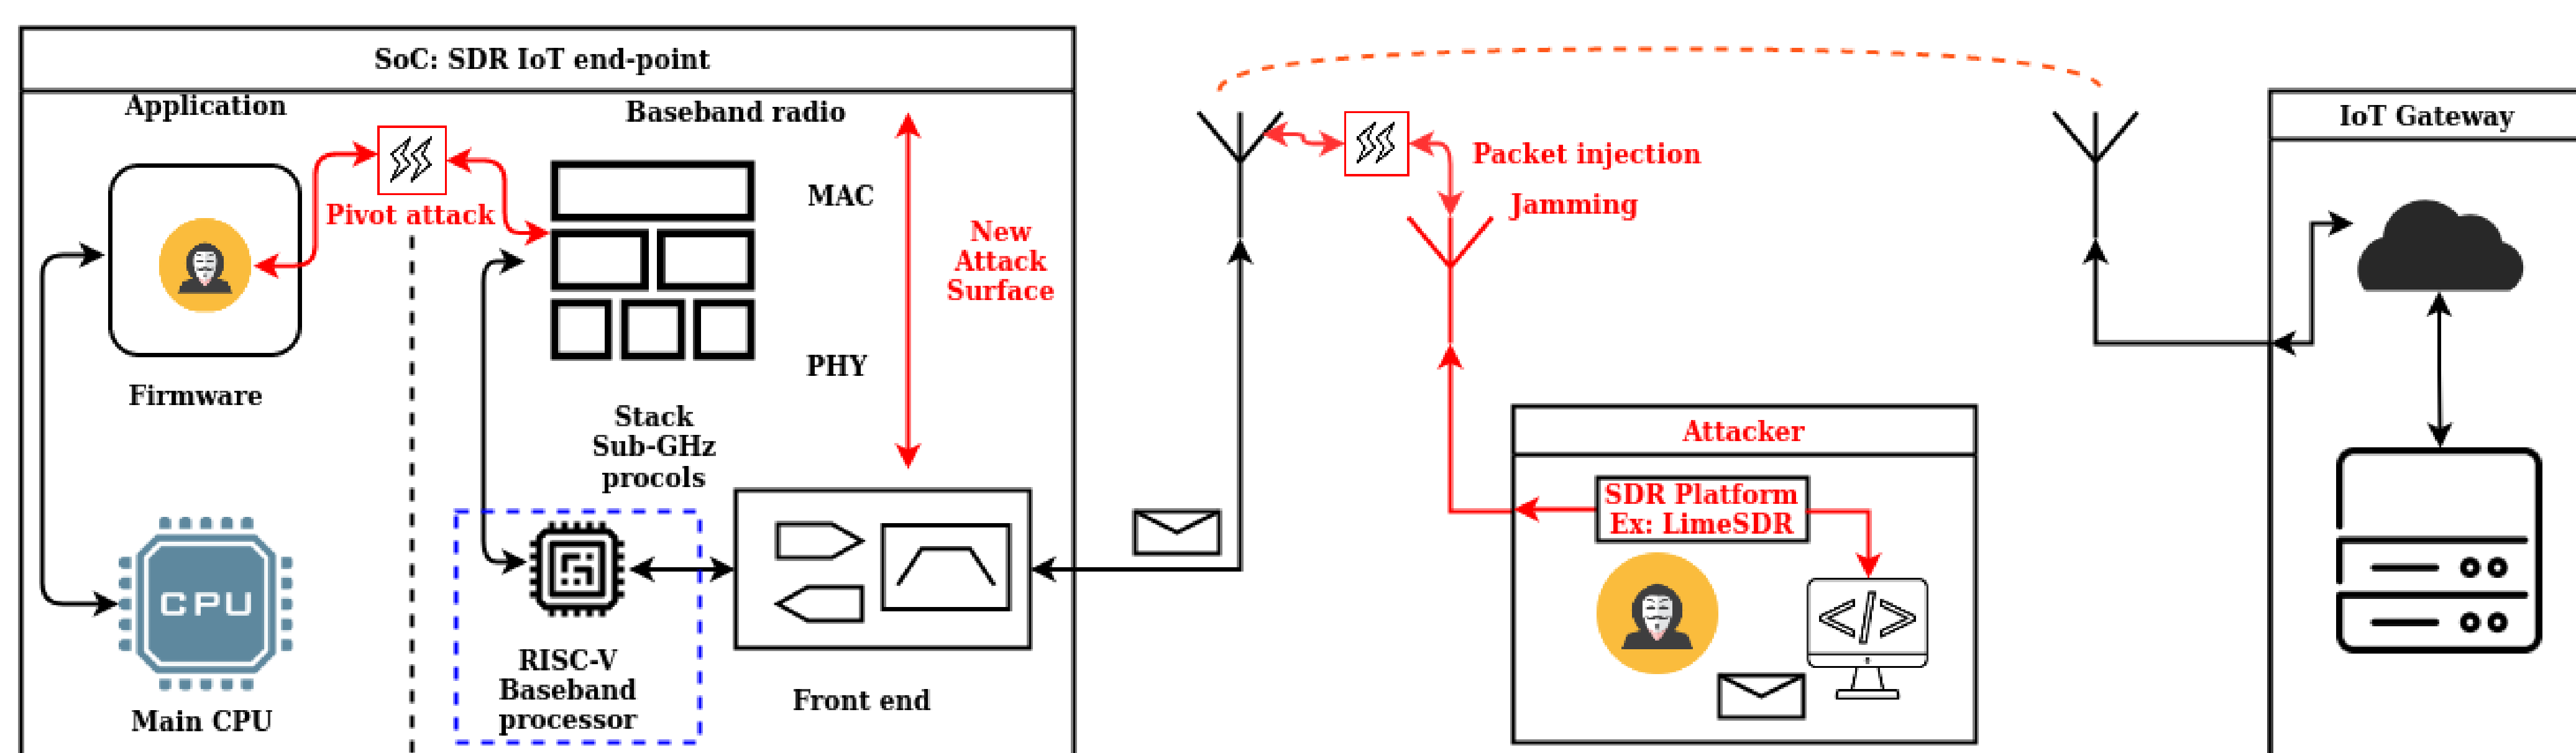 SoC: SDR IoT end-point
Application
Baseband radio
Pivot attack
MAC
New
Attack
Surface
PHY
Firmware
Stack
Sub-GHz
procols
CPU
Main CPU
RISC-V
Baseband
processor
Front end
Packet injection
Jamming
Attacker
SDR Platform
Ex: LimeSDR
</>
IoT Gateway